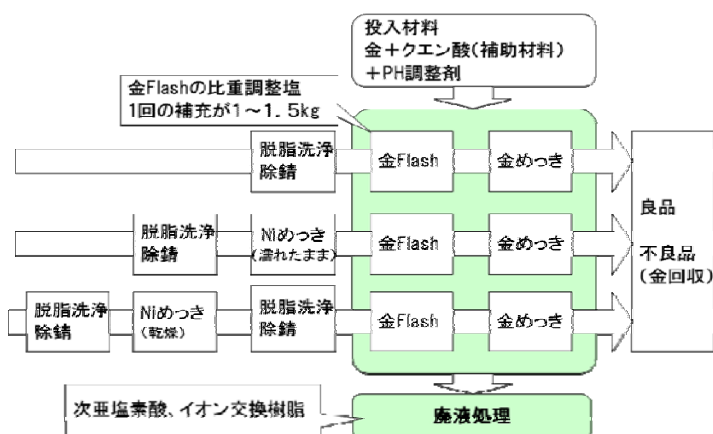 投入材料
金＋クエン酸(補助材料)
＋PH調整剤
金Flashの比重調整塩
1回の補充が1～1.5kg
脱脂洗浄
除錆
金Flash
金めっき
脱脂洗浄
除錆
Niめっき
(濡れたまま)
金Flash
金めっき
脱脂洗浄
除錆
Niめっき
(乾燥)
脱脂洗浄
除錆
金Flash
金めっき
良品
不良品
(金回収)
次亜塩素酸、イオン交換樹脂
廃液処理